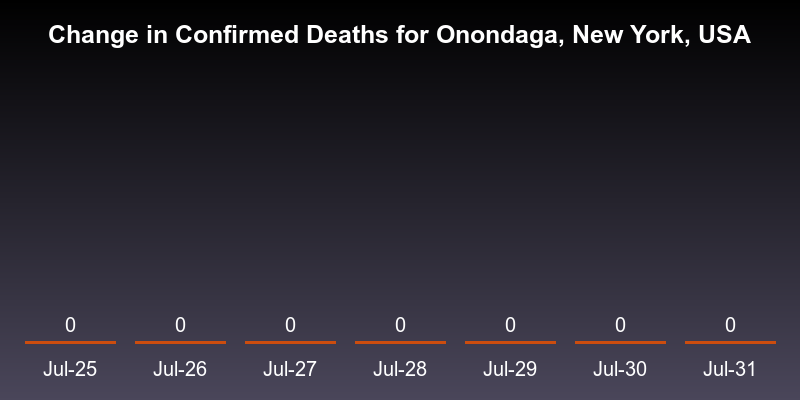 Change in Confirmed Deaths for Onondaga, New York, USA
0 0 0 0 0 0 0
Jul-25 Jul-26 Jul-27 Jul-28 Jul-29 Jul-30 Jul-31